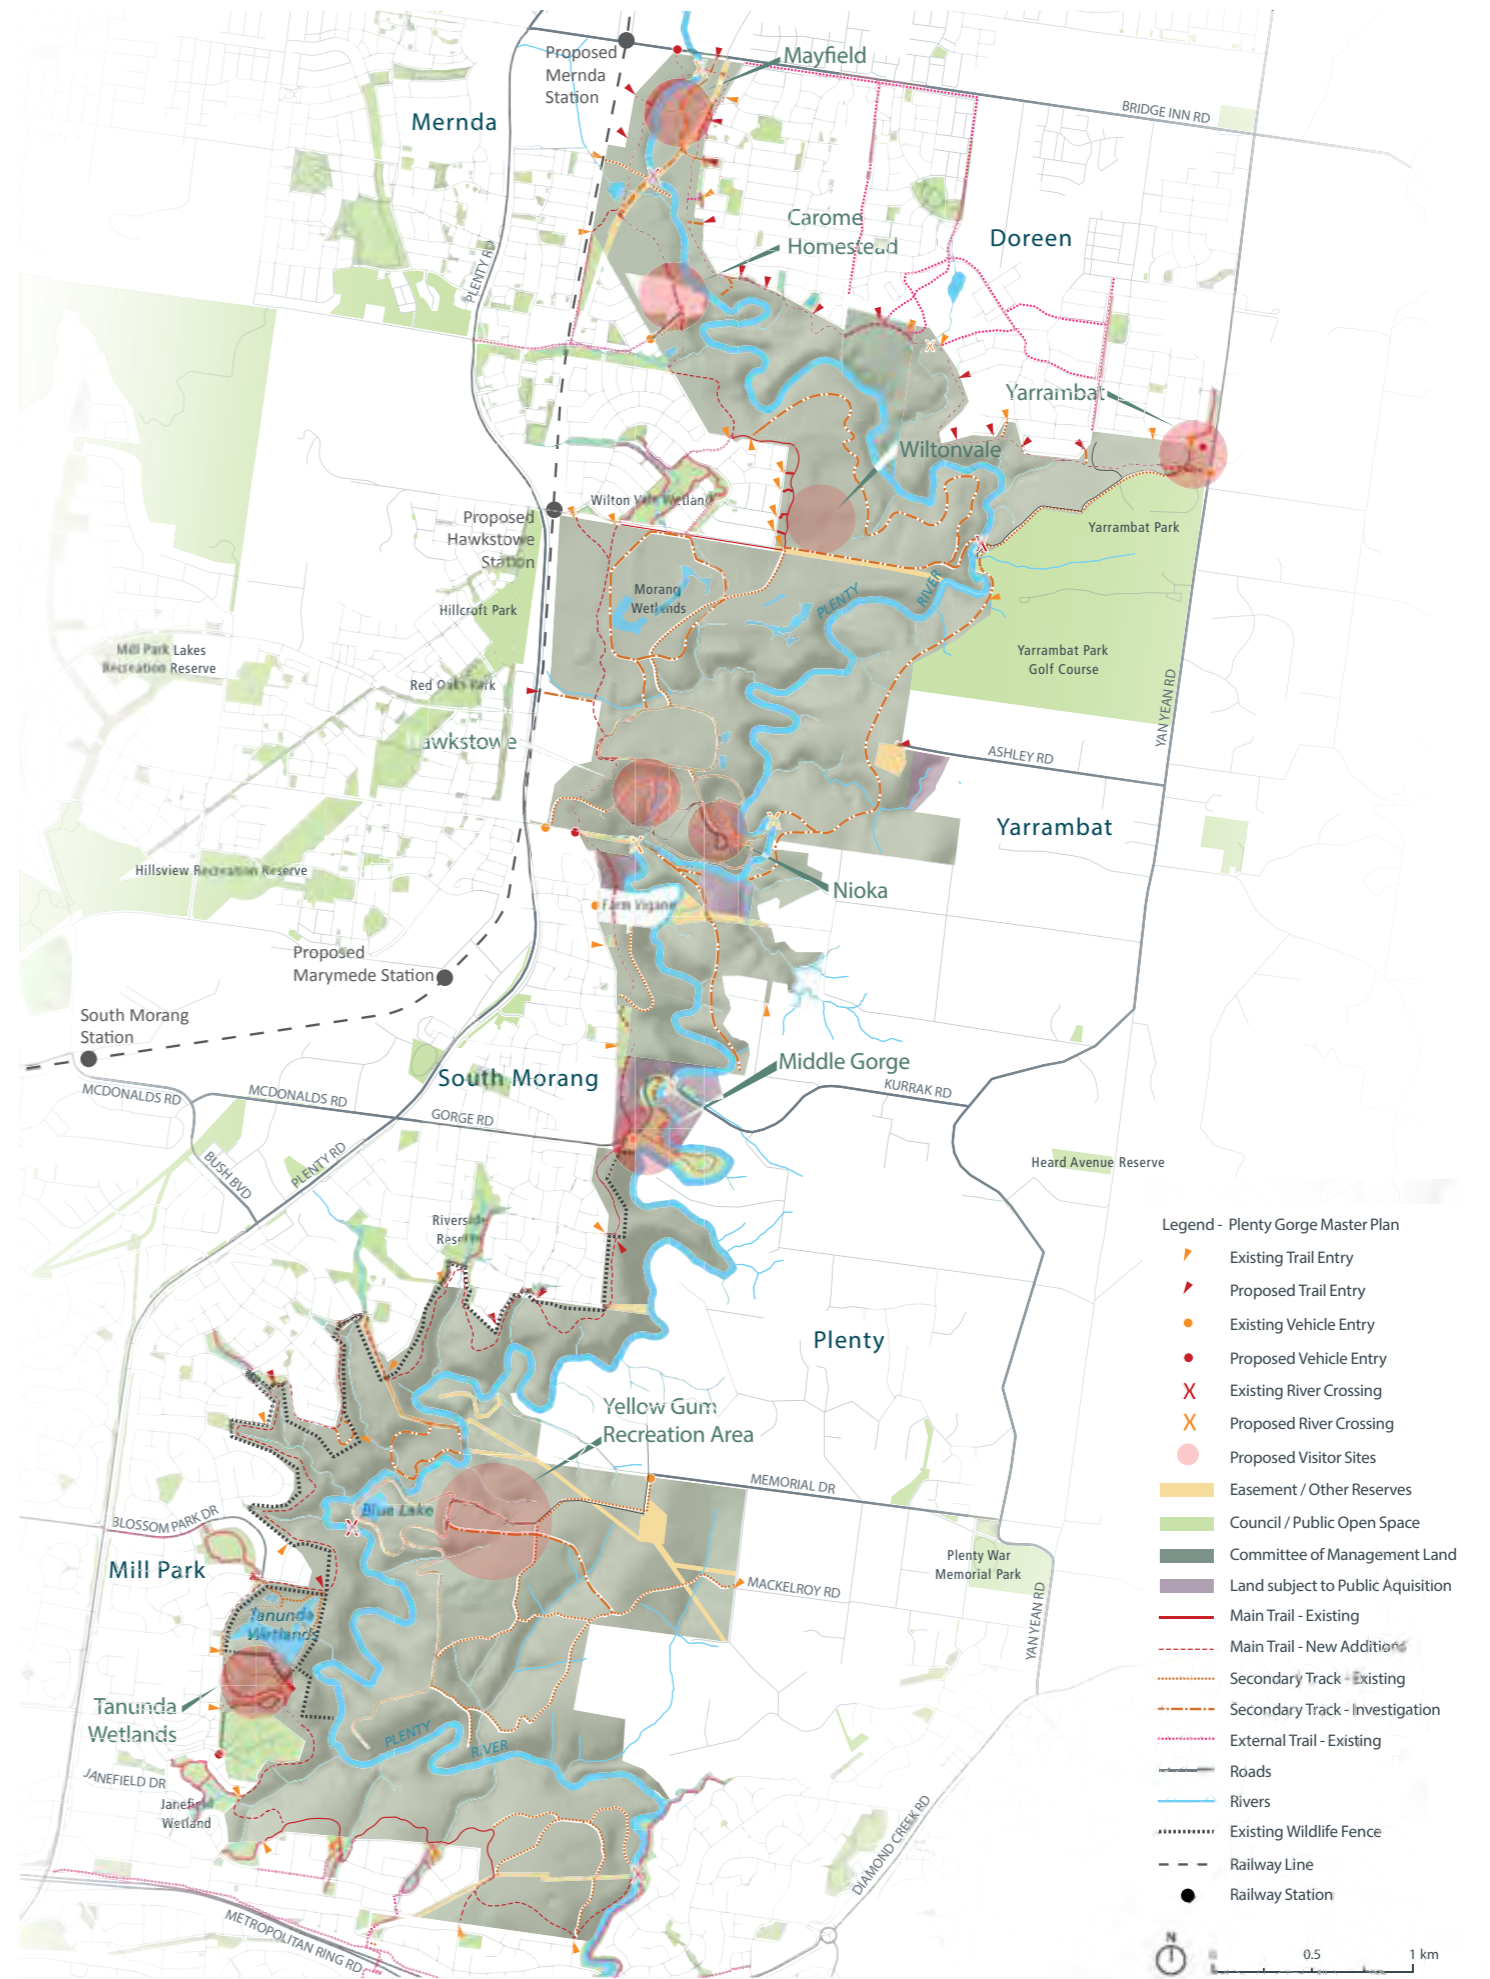 Proposed
Mernda
Station
Mayfield
Mernda
BRIDGE INN RD
PLENTY RD
Carome
Homestead
Doreen
Yarrambat
Wiltonvale
Wilton Vale Wetland
Proposed
Hawkstowe
Station
Yarrambat Park
Morang
Wetlands
PLENTY
RIVER
Hillcroft Park
Mill Park Lakes
Recreation Reserve
Red Oaks Park
Yarrambat Park
Golf Course
YAN YEAN RD
Hawkstowe
ASHLEY RD
Yarrambat
Hillsview Recreation Reserve
Nioka
Farm Vigano
Proposed
Marymede Station
South Morang
Station
Middle Gorge
South Morang
KURRAK RD
MCDONALDS RD
MCDONALDS RD
GORGE RD
PLENTY RD
BUSH BVD
Heard Avenue Reserve
Riverside
Reserve
Plenty
Yellow Gum
Recreation Area
MEMORIAL DR
Blue Lake
BLOSSOM PARK DR
Mill Park
Plenty War
Memorial Park
MACKELROY RD
YAN YEAN RD
Tanunda
Wetlands
Tanunda
Wetlands
PLENTY
RIVER
JANEFIELD DR
Janefield
Wetland
DIAMOND CREEK RD
METROPOLITAN RING RD
Legend - Plenty Gorge Master Plan
Existing Trail Entry
Proposed Trail Entry
Existing Vehicle Entry
Proposed Vehicle Entry
X Existing River Crossing
X Proposed River Crossing
Proposed Visitor Sites
Easement / Other Reserves
Council / Public Open Space
Committee of Management Land
Land subject to Public Aquisition
Main Trail - Existing
Main Trail - New Additions
Secondary Track - Existing
Secondary Track - Investigation
External Trail - Existing
Roads
Rivers
Existing Wildlife Fence
Railway Line
Railway Station
N
0.5
1 km